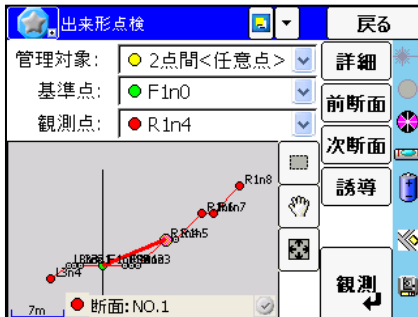 出来形点検
戻る
管理対象: 2点間<任意点>
詳細
基準点: F1n0
前断面
観測点: R1n4
次断面
誘導
R1n8
L3n4
7m
断面:NO.1
観測